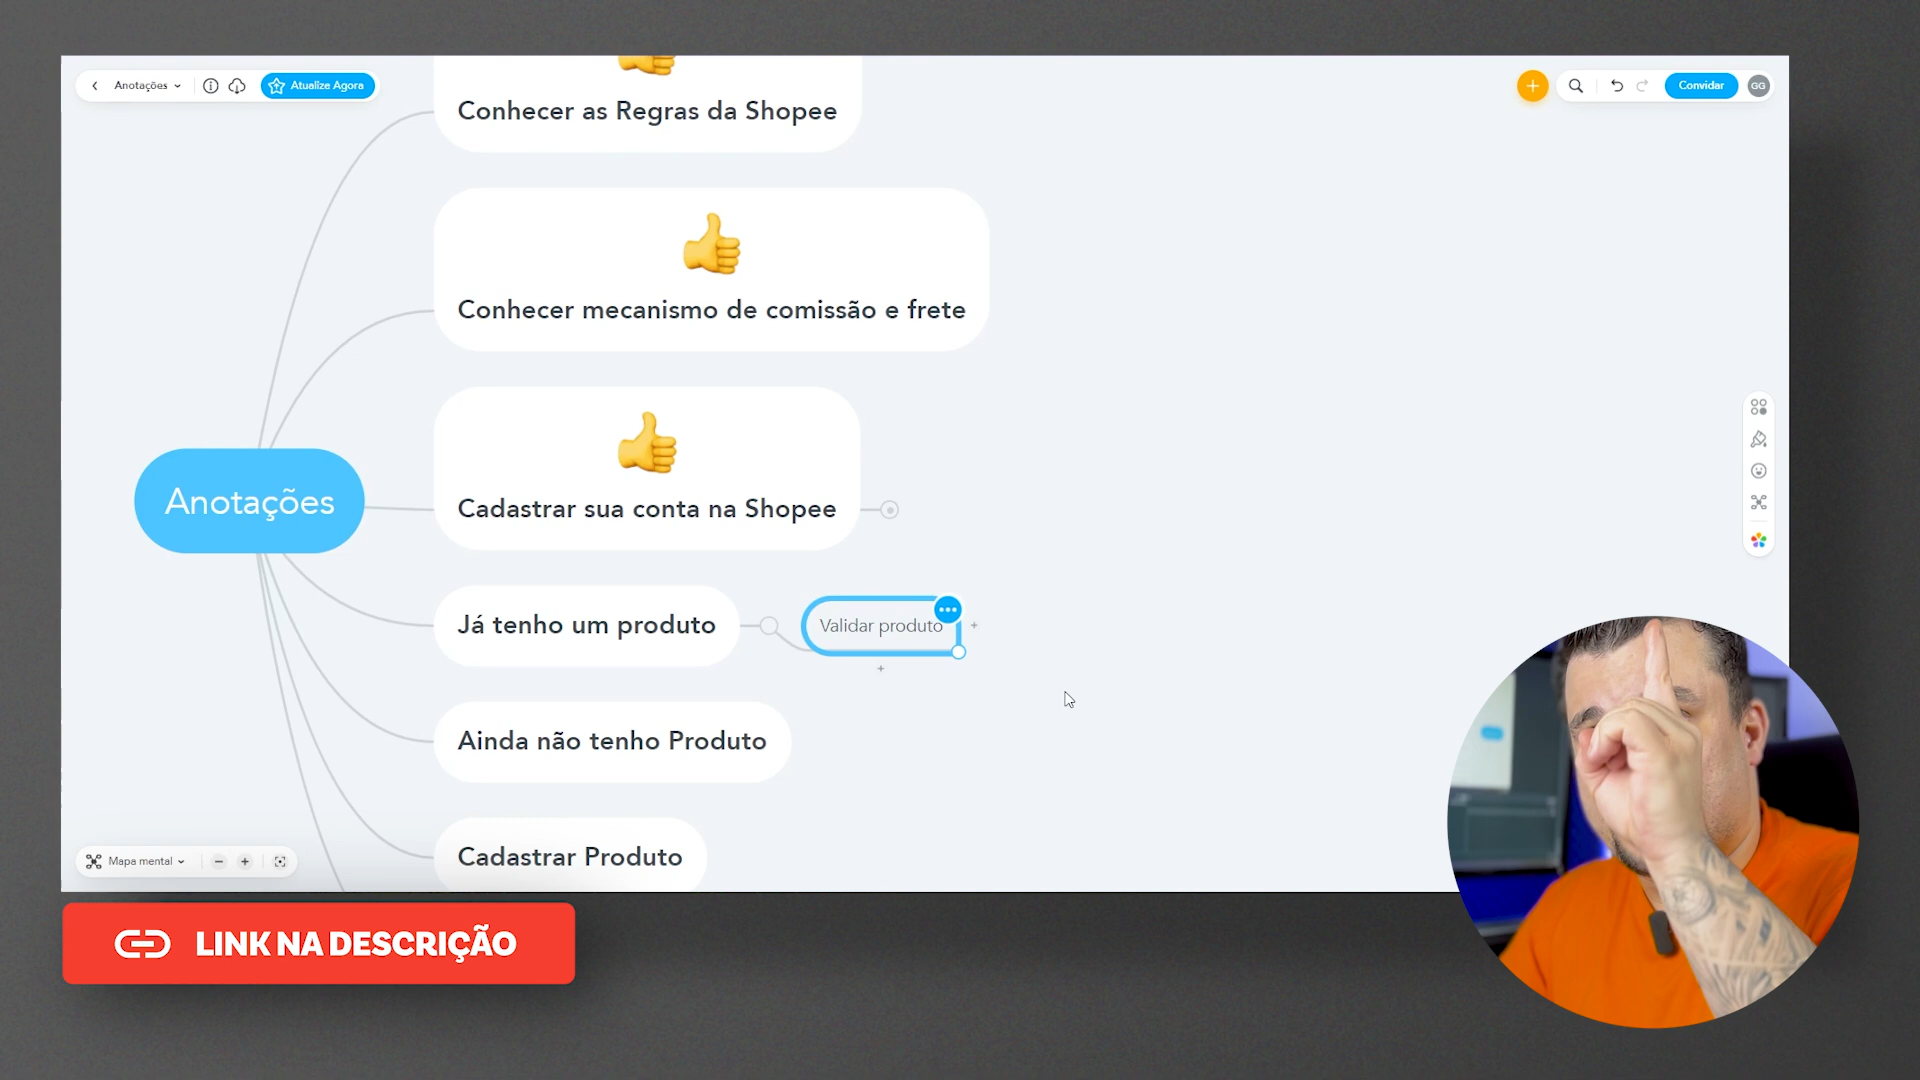 Anotações
Atualize Agora
Convidar
GG
Conhecer as Regras da Shopee
Conhecer mecanismo de comissão e frete
Cadastrar sua conta na Shopee
Anotações
Já tenho um produto
Validar produto
Ainda não tenho Produto
Cadastrar Produto
Mapa mental
LINK NA DESCRIÇÃO